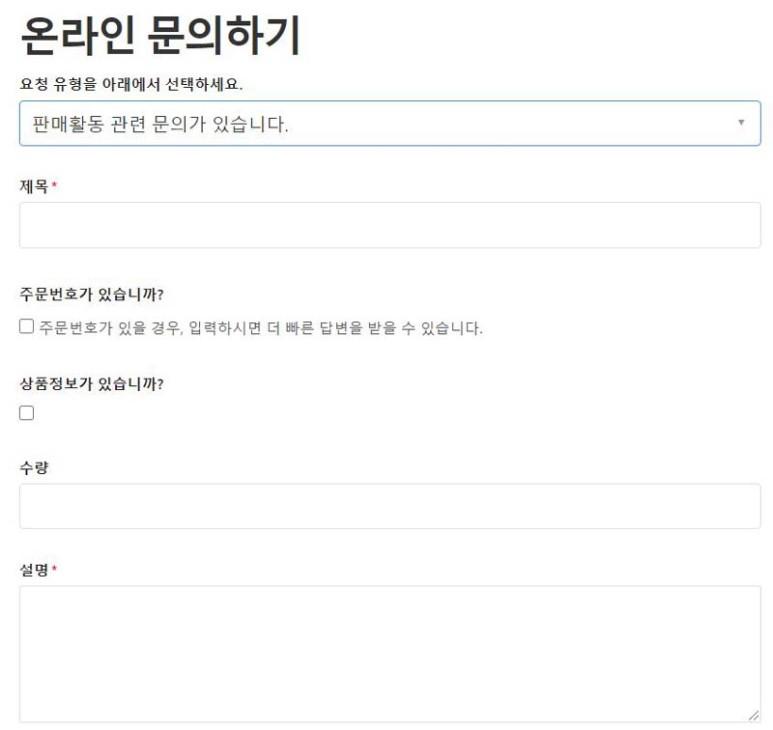 온라인 문의하기
요청 유형을 아래에서 선택하세요.
판매활동 관련 문의가 있습니다.
제목*
주문번호가 있습니까?
주문번호가 있을 경우, 입력하시면 더 빠른 답변을 받을 수 있습니다.
상품정보가 있습니까?
수량
설명*